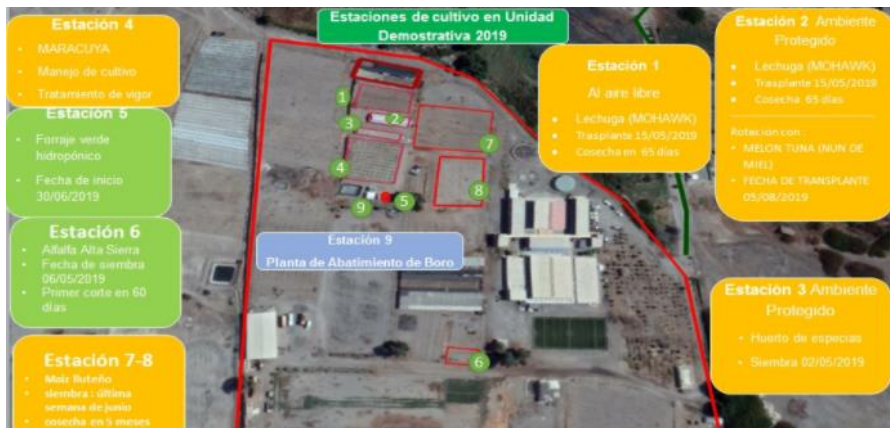 Estaciones de cultivo en Unidad
Demostrativa 2019
Estación 4
MARACUYA
Manejo de cultivo
Tratamiento de vigor
Estación 5
Forraje verde
hidropónico
Fecha de inicio
30/06/2019
Estación 6
Alfalfa Alta Sierra
Fecha de siembra
06/05/2019
Primer corte en 60
días
Estación 7-8
Maíz lluteño
siembra : última
semana de junio
cosecha en 5 meses
1
2
3
4
7
8
9
5
Estación 9
Planta de Abatimiento de Boro
6
Estación 1
Al aire libre
Lechuga (MOHAWK)
Trasplante 15/05/2019
Cosecha en 65 días
Estación 2 Ambiente
Protegido
Lechuga (MOHAWK)
Trasplante 15/05/2019
Cosecha 65 días
Rotación con :
MELON TUNA (NUN DE
MIEL)
FECHA DE TRANSPLANTE
05/08/2019
Estación 3 Ambiente
Protegido
Huerto de especias
Siembra 02/05/2019